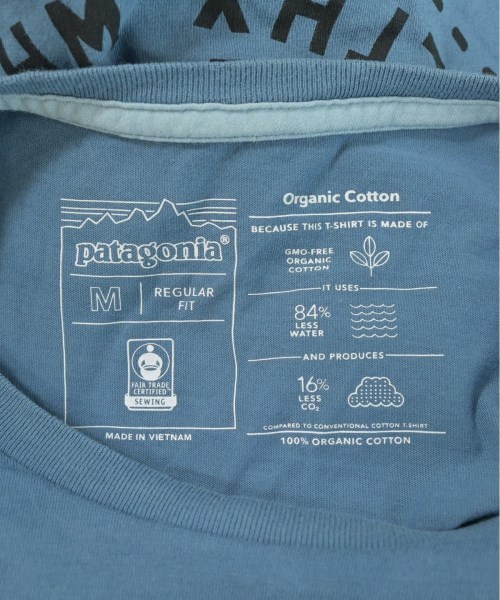 patagonia®
M
REGULAR
FIT
FAIR TRADE
CERTIFIED™
SEWING
MADE IN VIETNAM
Organic Cotton
BECAUSE THIS T-SHIRT IS MADE OF
GMO-FREE
ORGANIC
COTTON
IT USES
84%
LESS
WATER
AND PRODUCES
16%
LESS
CO₂
COMPARED TO CONVENTIONAL COTTON T-SHIRT
100% ORGANIC COTTON